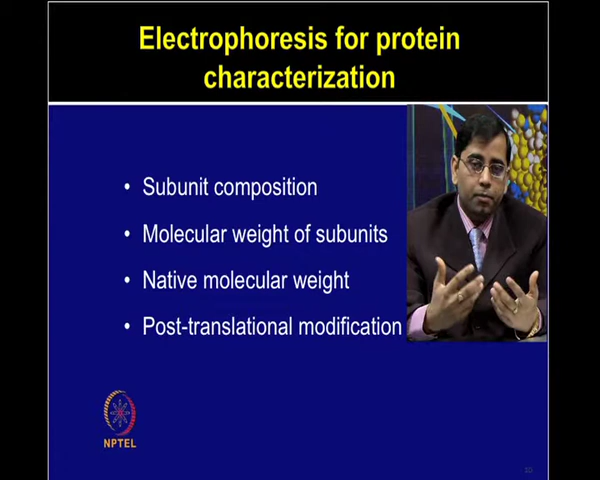 Electrophoresis for protein
characterization
• Subunit composition
• Molecular weight of subunits
• Native molecular weight
• Post-translational modification
NPTEL